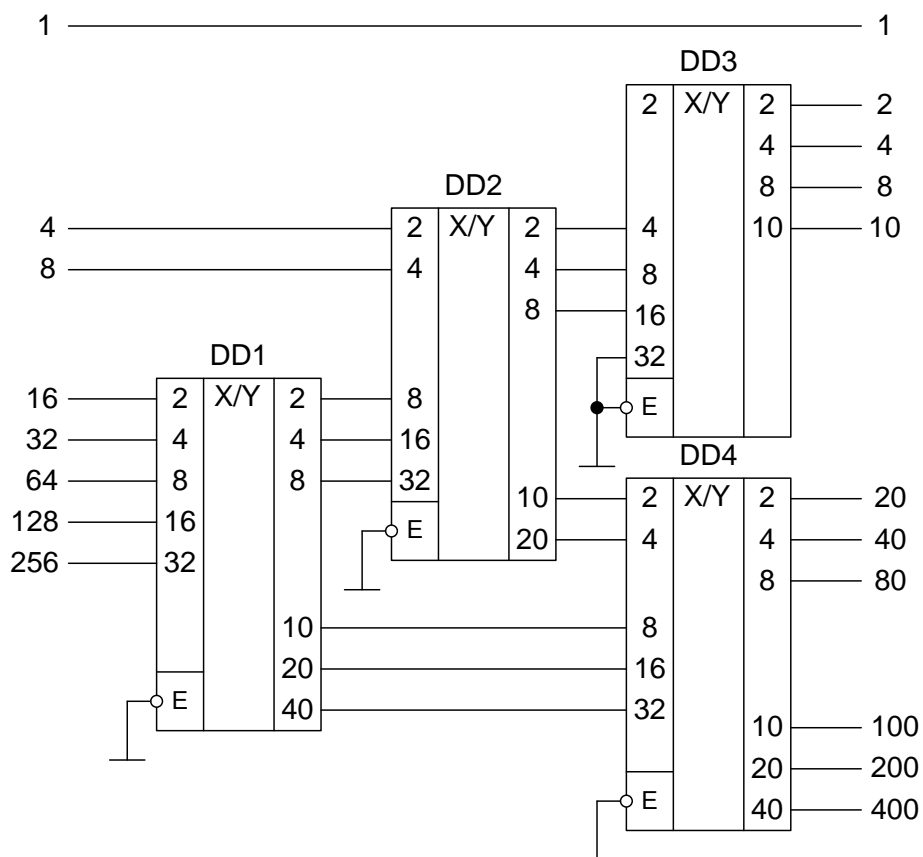 1 1
DD3
2 X/Y 2 2
4 4
8 8
DD2
4 2 X/Y 2 4 10 10
8 4 4 8
8 16
DD1 32
16 2 X/Y 2 8 E
32 4 4 16 DD4
64 8 8 32 10 2 X/Y 2 20
128 16 E 20 4 4 40
256 32 8 80
10 8
20 16
E 40 32 10 100
20 200
E 40 400